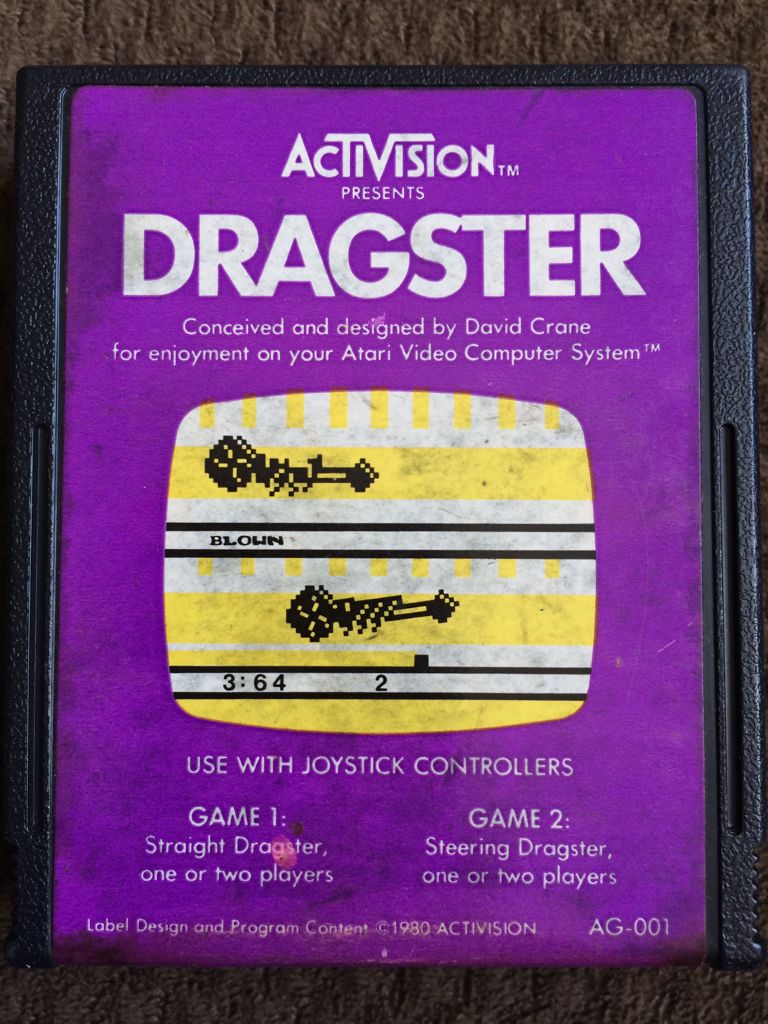 ACTIVISION™
PRESENTS
DRAGSTER
Conceived and designed by David Crane
for enjoyment on your Atari Video Computer System™
BLOWN
3:64 2
USE WITH JOYSTICK CONTROLLERS
GAME 1: GAME 2:
Straight Dragster, Steering Dragster,
one or two players one or two players
Label Design and Program Content ©1980 ACTIVISION AG-001